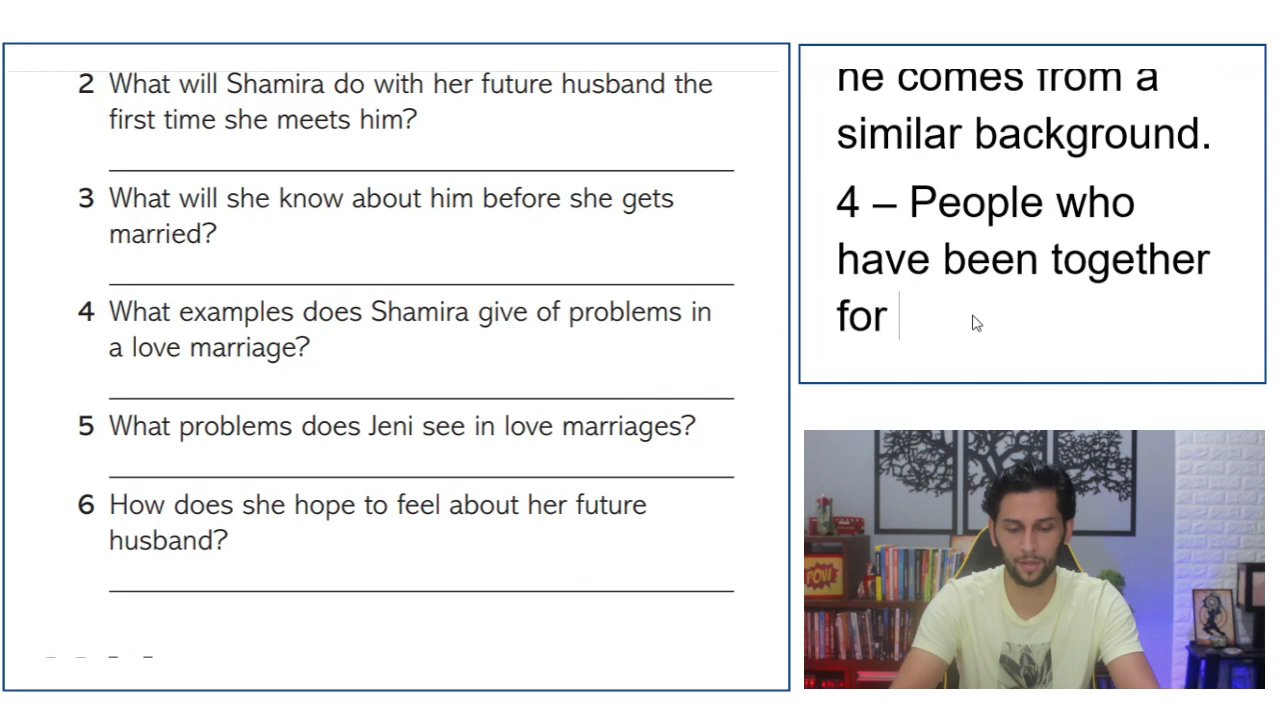 2 What will Shamira do with her future husband the
first time she meets him?
3 What will she know about him before she gets
married?
4 What examples does Shamira give of problems in
a love marriage?
5 What problems does Jeni see in love marriages?
6 How does she hope to feel about her future
husband?
he comes from a
similar background.
4 – People who
have been together
for
POW